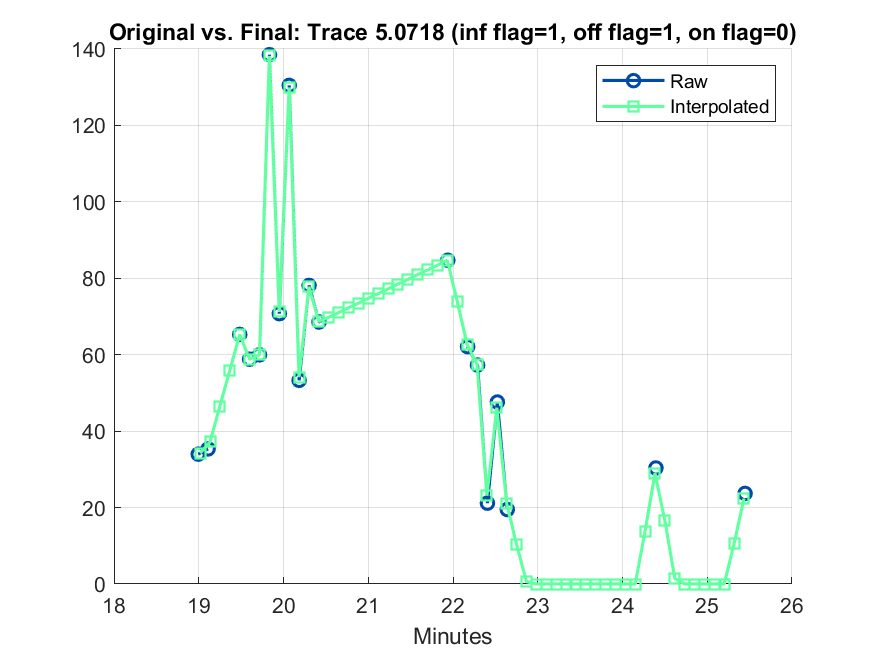 Original vs. Final: Trace 5.0718 (inf flag=1, off flag=1, on flag=0)
140
120
100
80
60
40
20
0
Raw
Interpolated
18 19 20 21 22 23 24 25 26
Minutes